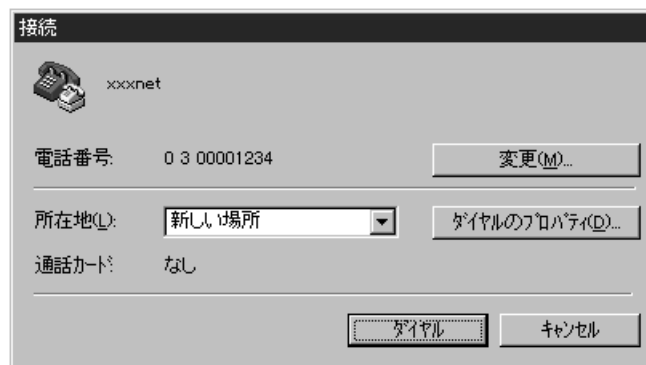 接続
xxxnet
電話番号: 0 3 00001234 変更(M)...
所在地(L): 新しい場所 ﾀﾞｲﾔﾙのﾌﾟﾛﾊﾟﾃｨ(D)...
通話ｶｰﾄﾞ: なし
ﾀﾞｲﾔﾙ ｷｬﾝｾﾙ